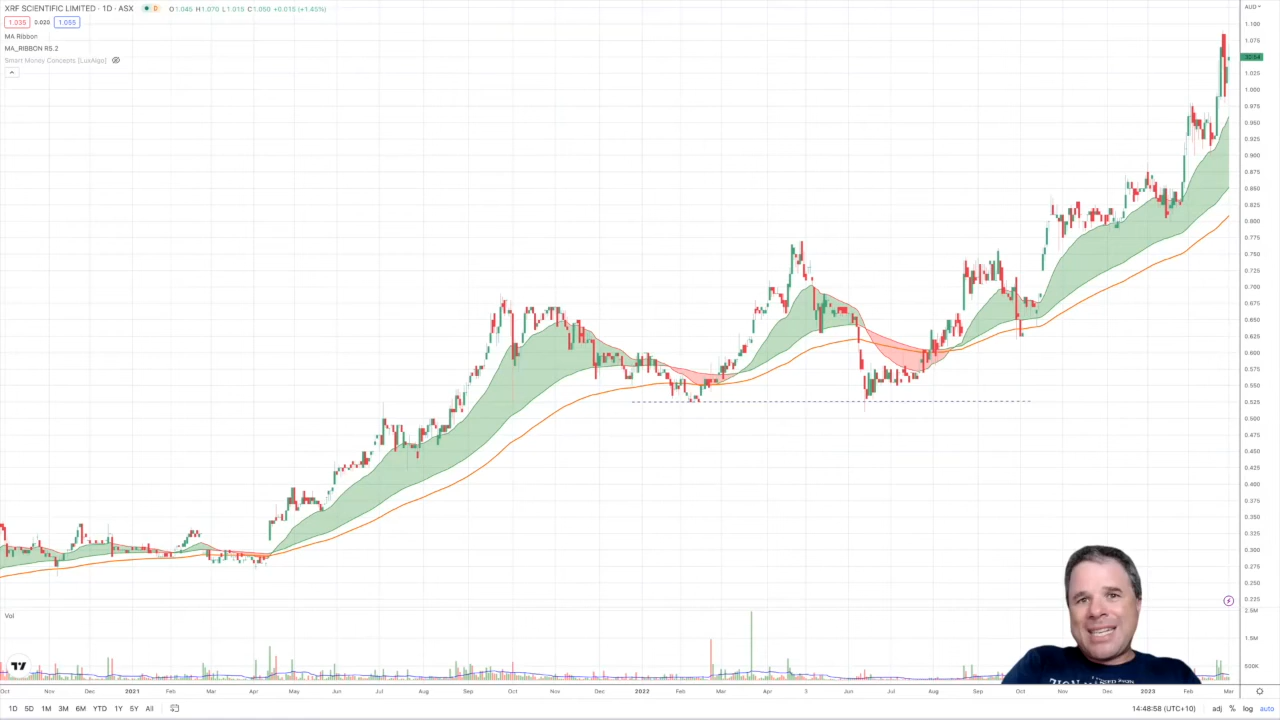 XRF SCIENTIFIC LIMITED · 1D · ASX D O1.045 H1.070 L1.015 C1.050 +0.015 (+1.45%)
AUD
1.035 0.020 1.055
MA Ribbon
MA_RIBBON R5.2
Smart Money Concepts [LuxAlgo]
1.100
1.075
1.025
1.000
0.975
0.950
0.925
0.900
0.875
0.850
0.825
0.800
0.775
0.750
0.725
0.700
0.675
0.650
0.625
0.600
0.575
0.550
0.525
0.500
0.475
0.450
0.425
0.400
0.375
0.350
0.325
0.300
0.275
0.250
0.225
Vol
2.5M
1.5M
500K
Oct Nov Dec 2021 Feb Mar Apr May Jun Jul Aug Sep Oct Nov Dec 2022 Feb Mar Apr 3 Jun Jul Aug Sep Oct Nov Dec 2023 Feb Mar
1D 5D 1M 3M 6M YTD 1Y 5Y All 14:48:58 (UTC+10) adj % log auto